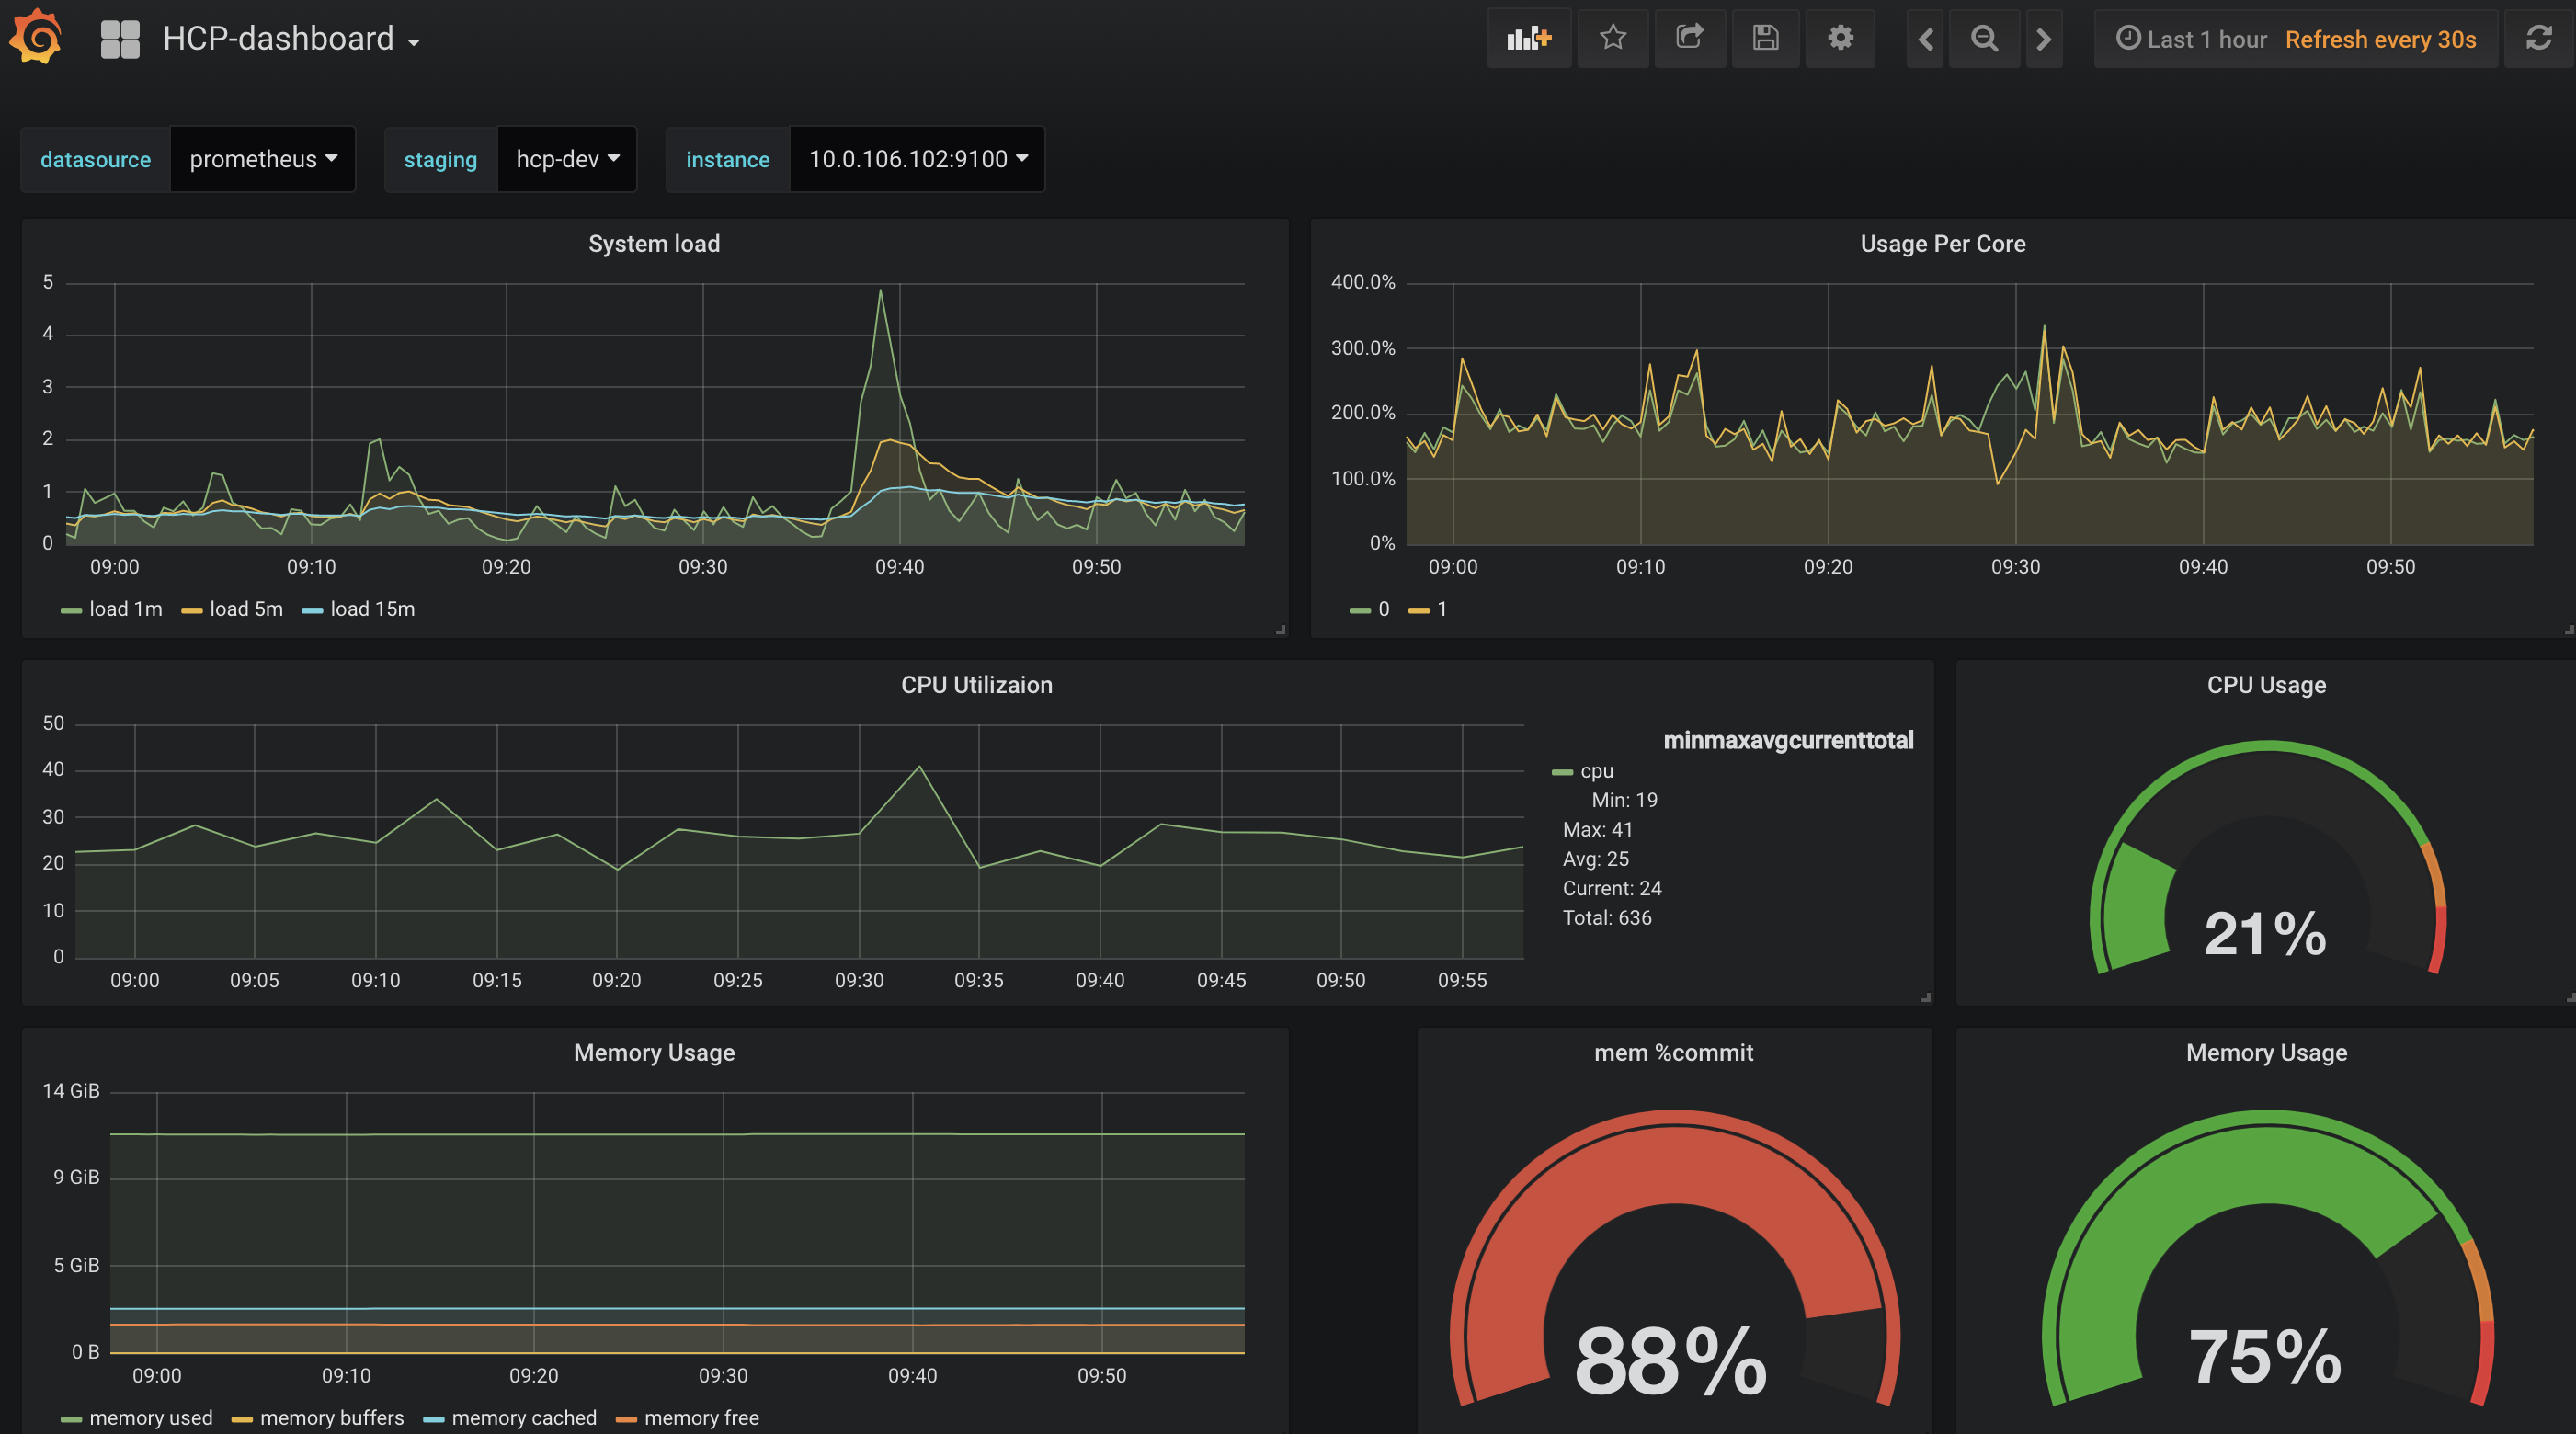 HCP-dashboard
Last 1 hour Refresh every 30s
datasource prometheus staging hcp-dev instance 10.0.106.102:9100
System load
5
4
3
2
1
0
09:00 09:10 09:20 09:30 09:40 09:50
load 1m load 5m load 15m
Usage Per Core
400.0%
300.0%
200.0%
100.0%
0%
09:00 09:10 09:20 09:30 09:40 09:50
0 1
CPU Utilizaion
50
40
30
20
10
0
09:00 09:05 09:10 09:15 09:20 09:25 09:30 09:35 09:40 09:45 09:50 09:55
minmaxavgcurrenttotal
cpu
Min: 19
Max: 41
Avg: 25
Current: 24
Total: 636
CPU Usage
21%
Memory Usage
14 GiB
9 GiB
5 GiB
0 B
09:00 09:10 09:20 09:30 09:40 09:50
memory used memory buffers memory cached memory free
mem %commit
88%
Memory Usage
75%